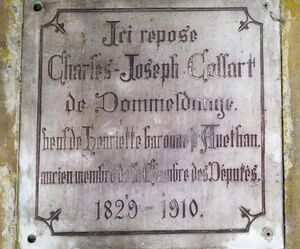 Ici repose
Charles-Joseph Collart
de Dommeldange.
veuf de Henriette baronne d'Anethan,
ancien membre de la Chambre des Députés.
1829 - 1910.